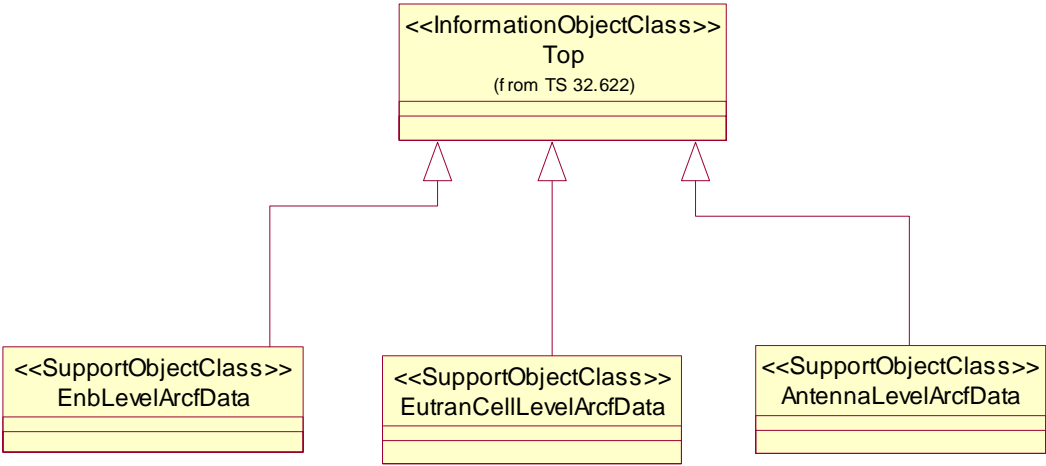 <<InformationObjectClass>>
Top
(from TS 32.622)
<<SupportObjectClass>>
EnbLevelArcfData
<<SupportObjectClass>>
EutranCellLevelArcfData
<<SupportObjectClass>>
AntennaLevelArcfData